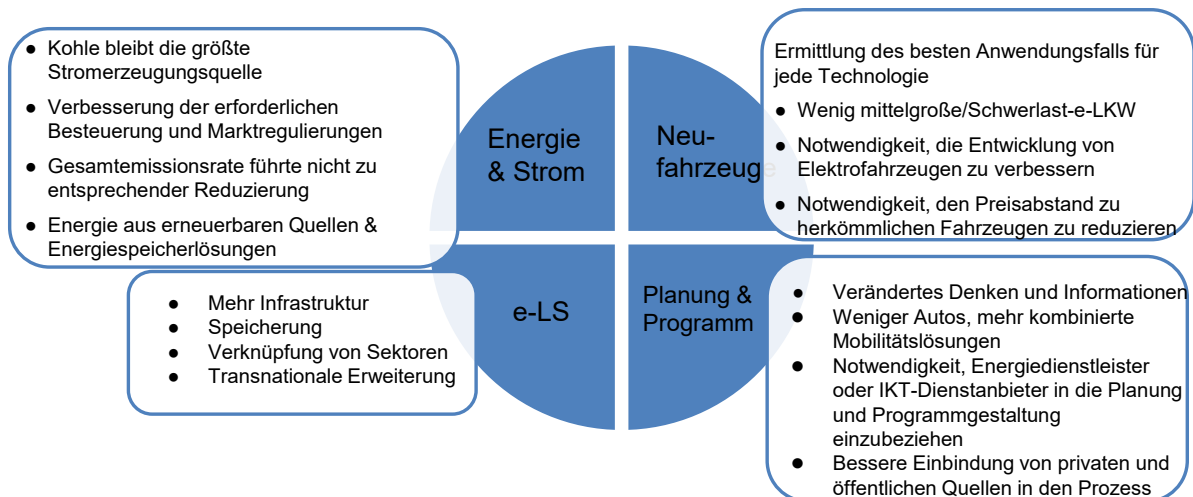 ● Kohle bleibt die größte
Stromerzeugungsquelle
● Verbesserung der erforderlichen
Besteuerung und Marktregulierungen
● Gesamtemissionsrate führte nicht zu
entsprechender Reduzierung
● Energie aus erneuerbaren Quellen &
Energiespeicherlösungen
Energie
& Strom
Neu-
fahrzeuge
Ermittlung des besten Anwendungsfalls für
jede Technologie
● Wenig mittelgroße/Schwerlast-e-LKW
● Notwendigkeit, die Entwicklung von
Elektrofahrzeugen zu verbessern
● Notwendigkeit, den Preisabstand zu
herkömmlichen Fahrzeugen zu reduzieren
● Mehr Infrastruktur
● Speicherung
● Verknüpfung von Sektoren
● Transnationale Erweiterung
e-LS
Planung &
Programm
● Verändertes Denken und Informationen
● Weniger Autos, mehr kombinierte
Mobilitätslösungen
● Notwendigkeit, Energiedienstleister
oder IKT-Dienstanbieter in die Planung
und Programmgestaltung
einzubeziehen
● Bessere Einbindung von privaten und
öffentlichen Quellen in den Prozess